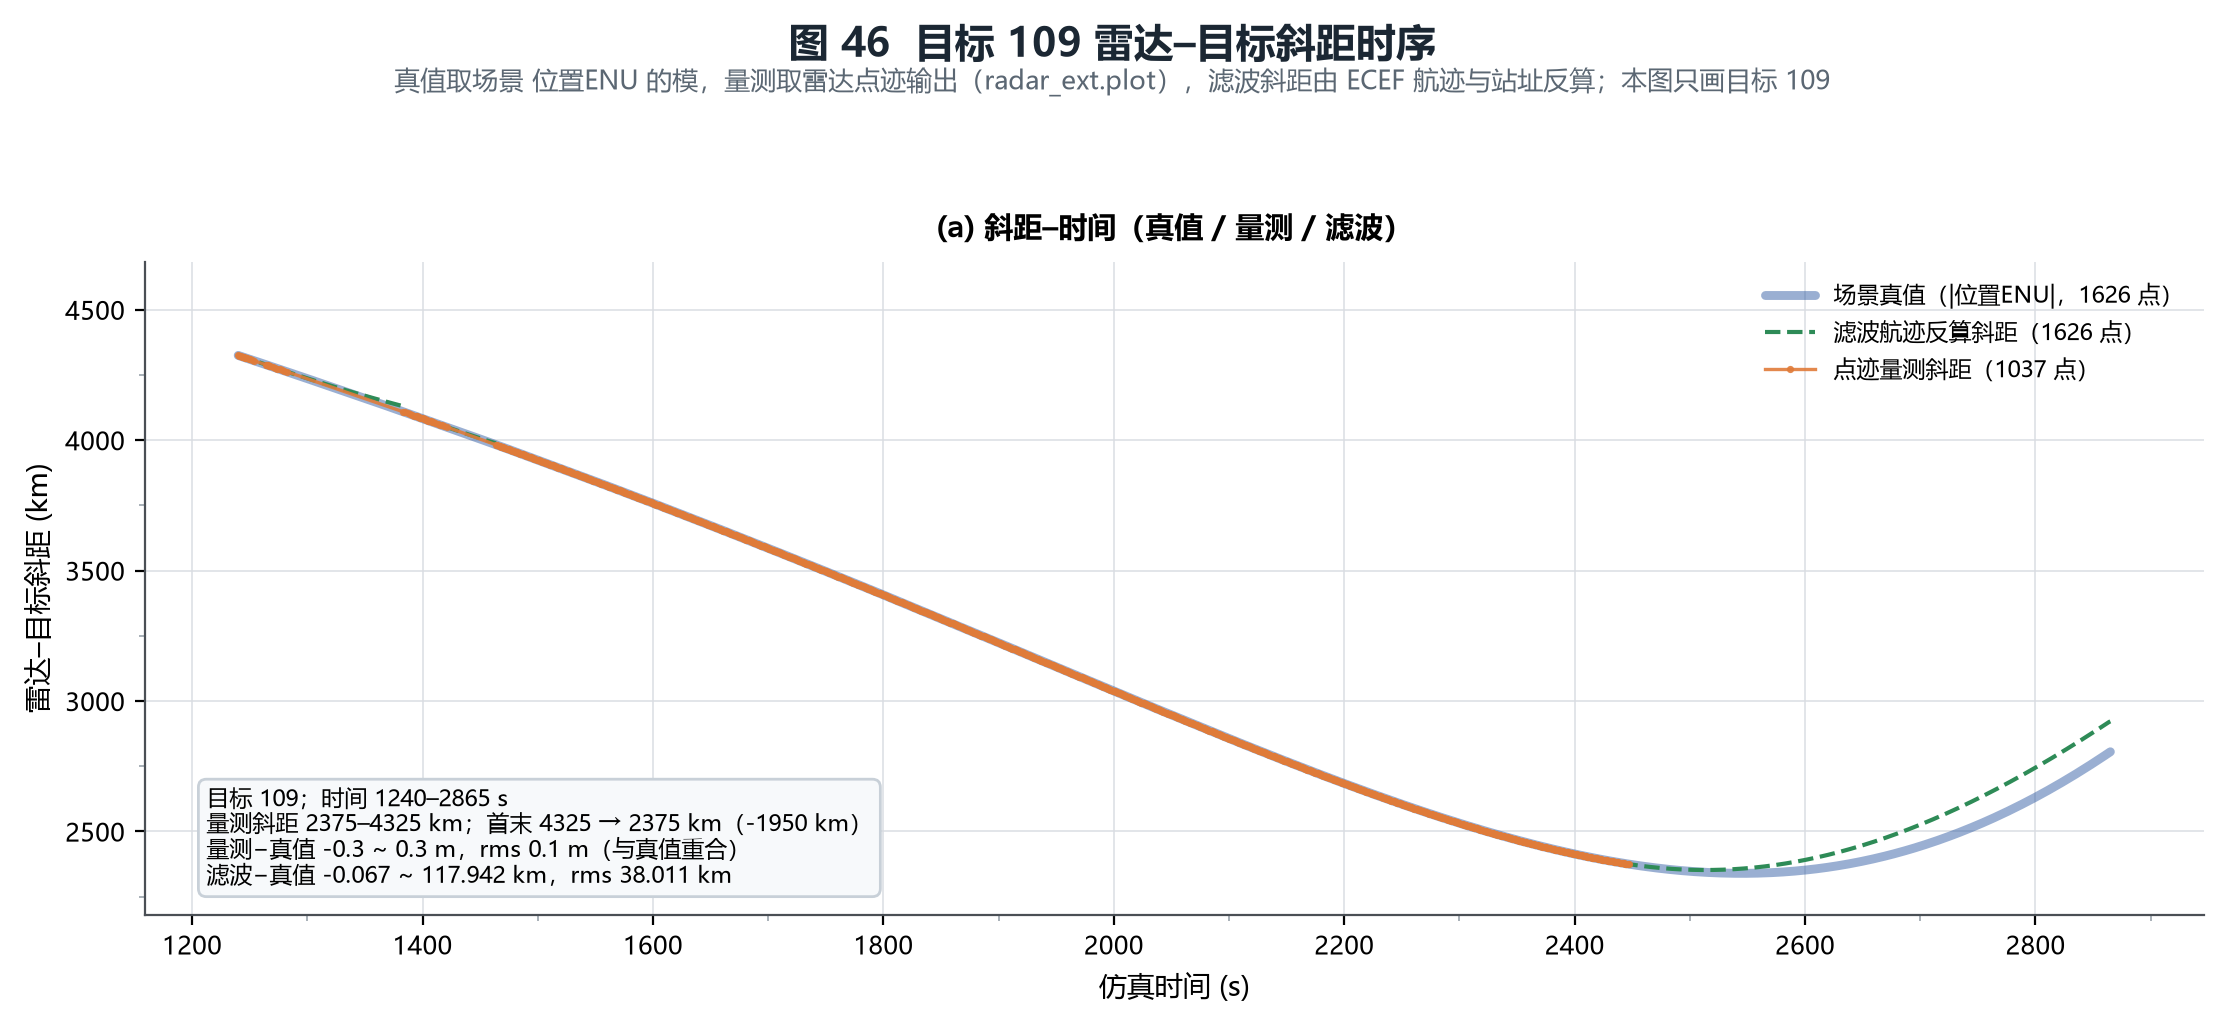 图 46 目标 109 雷达–目标斜距时序
真值取场景 位置ENU 的模，量测取雷达点迹输出（radar_ext.plot），滤波斜距由 ECEF 航迹与站址反算；本图只画目标 109
(a) 斜距–时间（真值 / 量测 / 滤波）
场景真值（|位置ENU|，1626 点）
滤波航迹反算斜距（1626 点）
点迹量测斜距（1037 点）
雷达–目标斜距 (km)
4500
4000
3500
3000
2500
目标 109；时间 1240–2865 s
量测斜距 2375–4325 km；首末 4325 → 2375 km（-1950 km）
量测−真值 -0.3 ~ 0.3 m，rms 0.1 m（与真值重合）
滤波−真值 -0.067 ~ 117.942 km，rms 38.011 km
1200 1400 1600 1800 2000 2200 2400 2600 2800
仿真时间 (s)